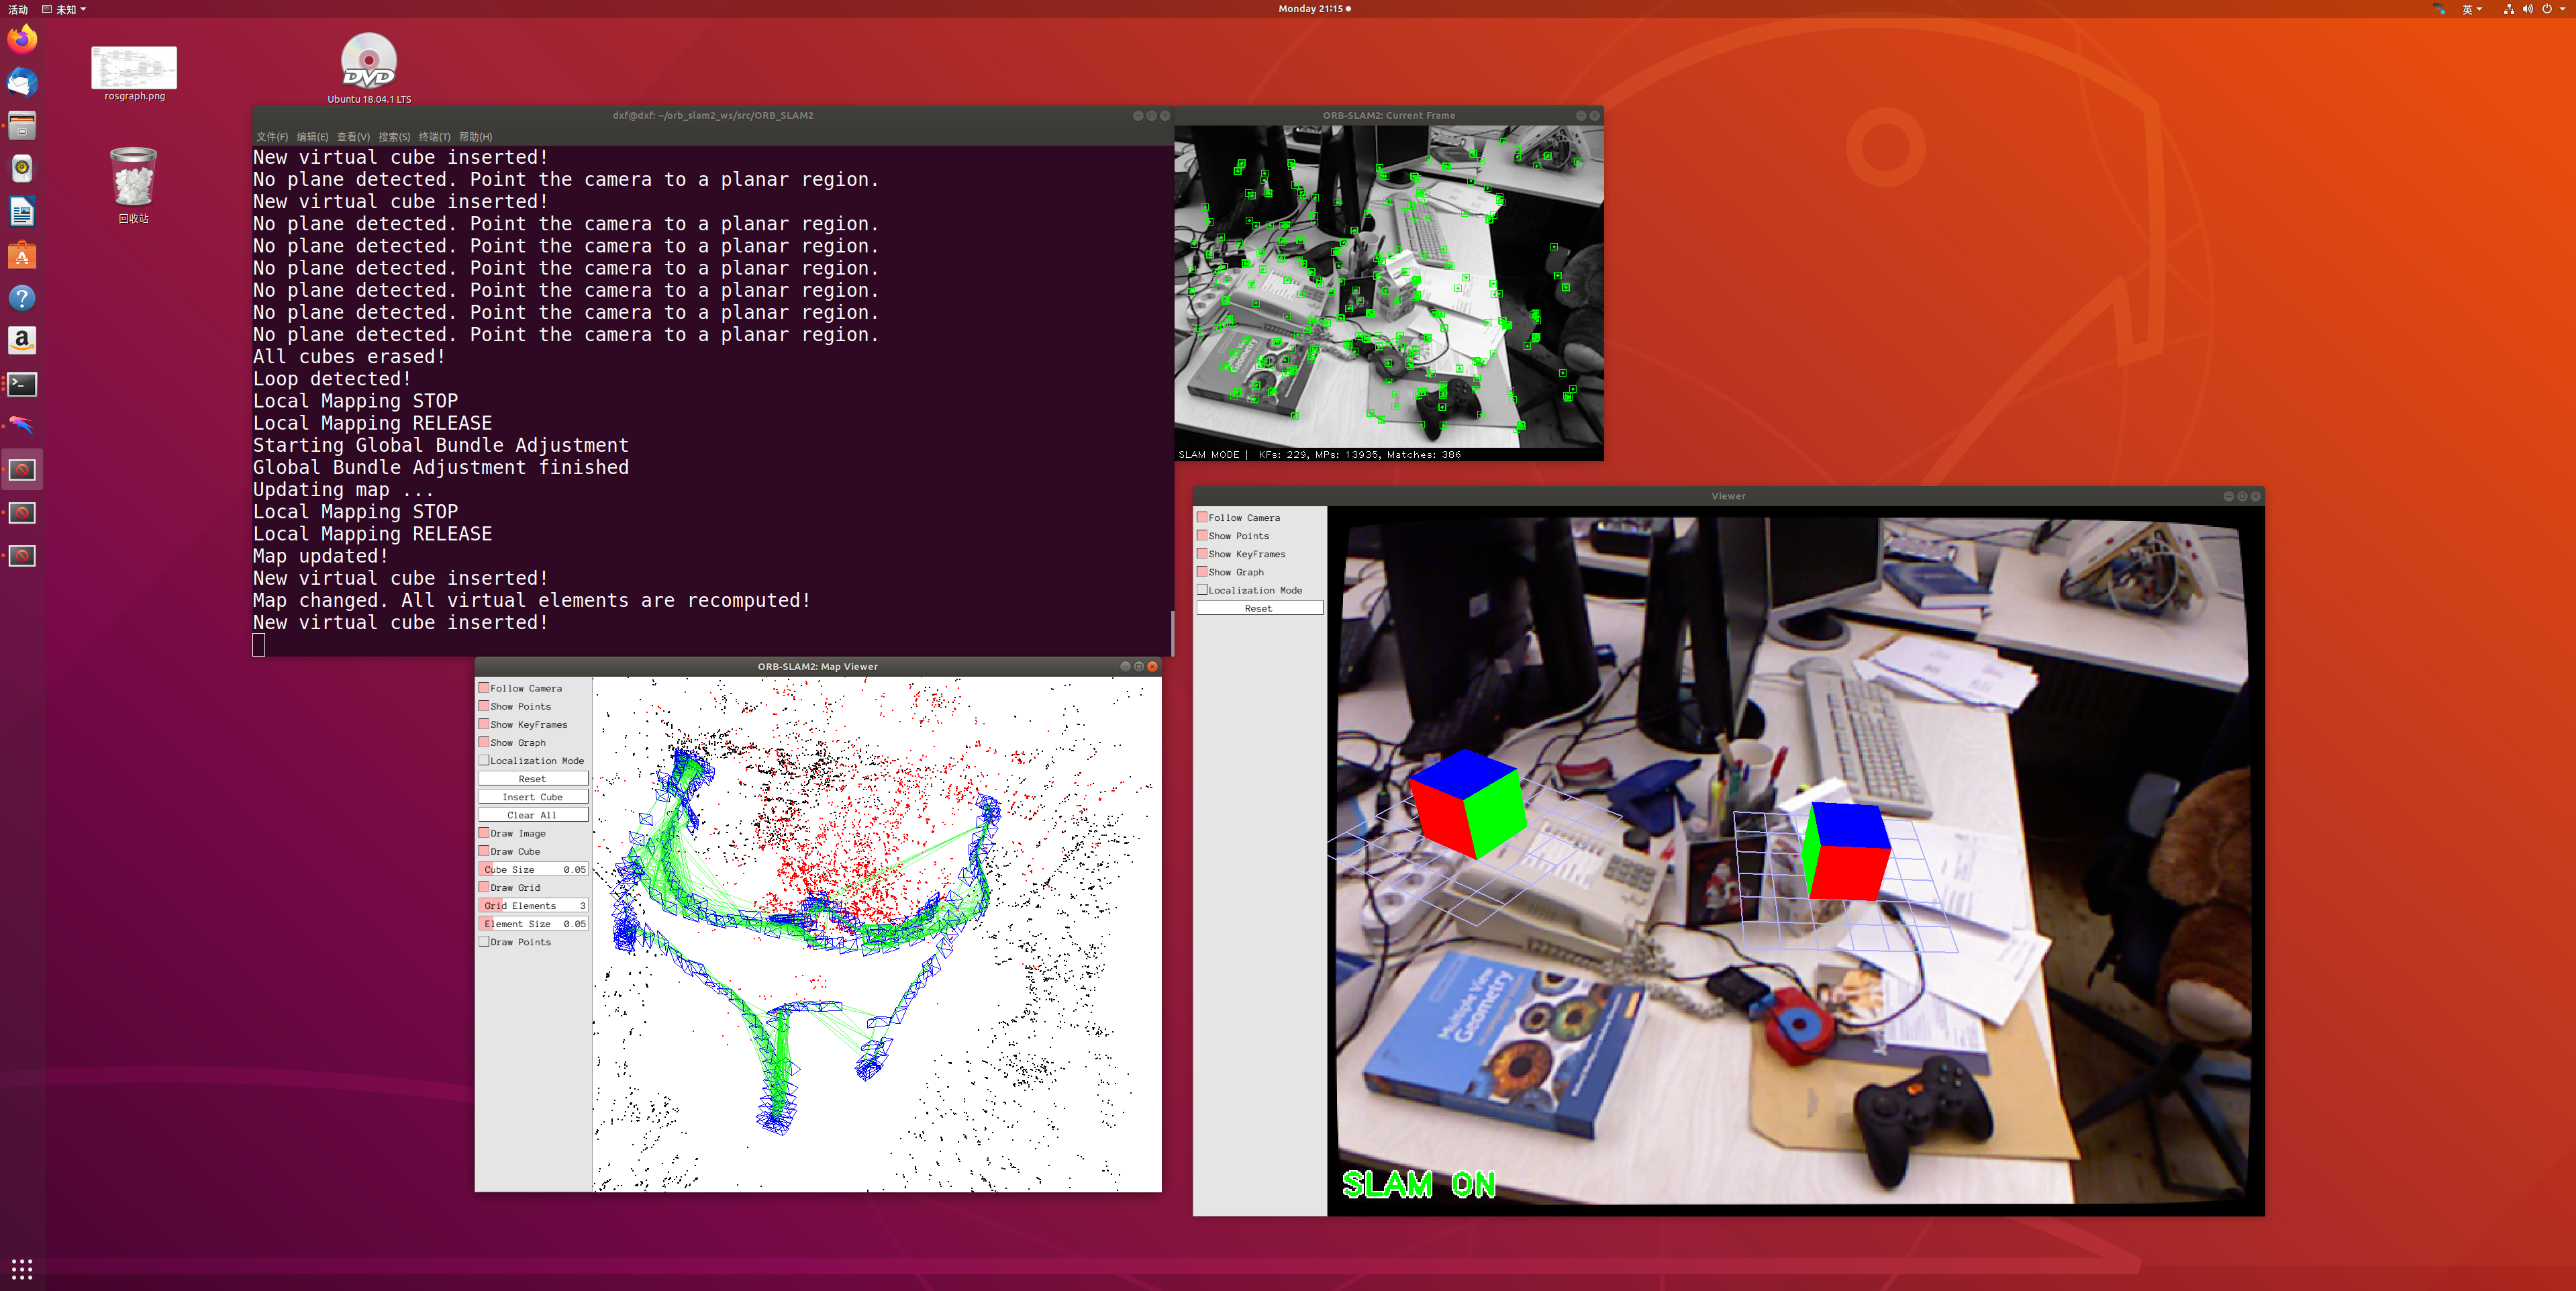 活动 未知 Monday 21:15 英
rosgraph.png
Ubuntu 18.04.1 LTS
DVD
回收站
dxf@dxf: ~/orb_slam2_ws/src/ORB_SLAM2
文件(F) 编辑(E) 查看(V) 搜索(S) 终端(T) 帮助(H)
New virtual cube inserted!
No plane detected. Point the camera to a planar region.
New virtual cube inserted!
No plane detected. Point the camera to a planar region.
No plane detected. Point the camera to a planar region.
No plane detected. Point the camera to a planar region.
No plane detected. Point the camera to a planar region.
No plane detected. Point the camera to a planar region.
No plane detected. Point the camera to a planar region.
All cubes erased!
Loop detected!
Local Mapping STOP
Local Mapping RELEASE
Starting Global Bundle Adjustment
Global Bundle Adjustment finished
Updating map ...
Local Mapping STOP
Local Mapping RELEASE
Map updated!
New virtual cube inserted!
Map changed. All virtual elements are recomputed!
New virtual cube inserted!
ORB-SLAM2: Current Frame
SLAM MODE | KFs: 229, MPs: 13935, Matches: 386
ORB-SLAM2: Map Viewer
Follow Camera
Show Points
Show KeyFrames
Show Graph
Localization Mode
Reset
Insert Cube
Clear All
Draw Image
Draw Cube
Cube Size 0.05
Draw Grid
Grid Elements 3
Element Size 0.05
Draw Points
Viewer
Follow Camera
Show Points
Show KeyFrames
Show Graph
Localization Mode
Reset
Multiple View
Geometry
SLAM ON